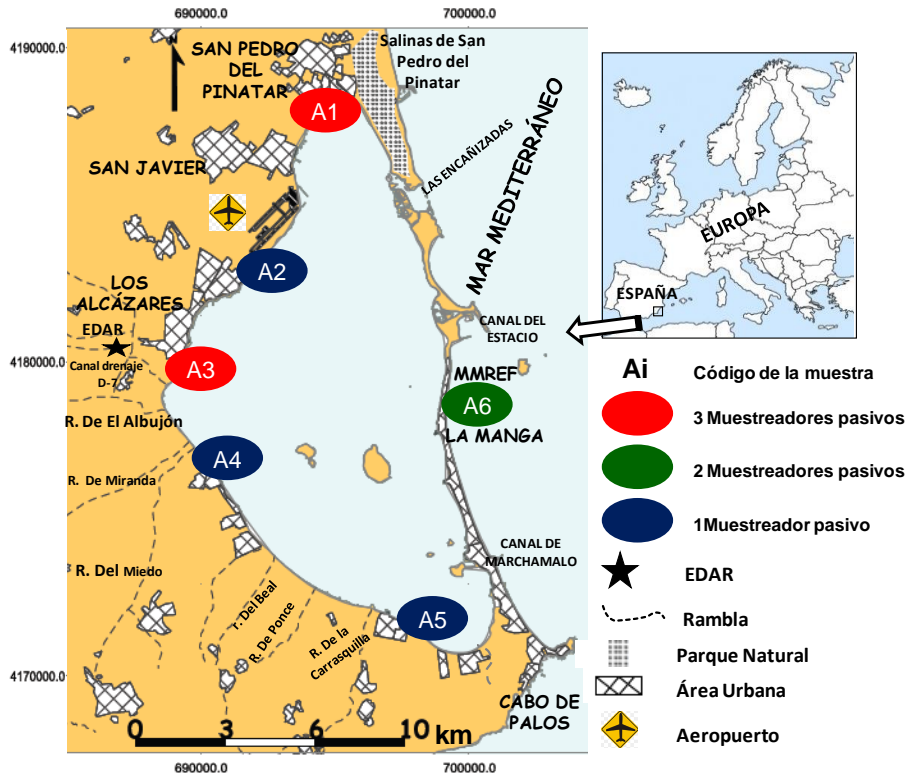 690000.0
700000.0
4190000.0
4180000.0
4170000.0
690000.0
700000.0
SAN PEDRO
DEL
PINATAR
Salinas de San
Pedro del
Pinatar
A1
SAN JAVIER
LAS ENCAÑIZADAS
MAR MEDITERRÁNEO
A2
LOS
ALCÁZARES
EDAR
Canal drenaje
D-7
A3
CANAL DEL
ESTACIO
MMREF
A6
LA MANGA
R. De El Albujón
A4
R. De Miranda
R. Del Miedo
r. Del Beal
R. De Ponce
R. De la
Carrasquilla
A5
CANAL DE
MARCHAMALO
CABO DE
PALOS
0 3 6 10 km
EUROPA
ESPAÑA
Ai Código de la muestra
3 Muestreadores pasivos
2 Muestreadores pasivos
1Muestreador pasivo
EDAR
Rambla
Parque Natural
Área Urbana
Aeropuerto